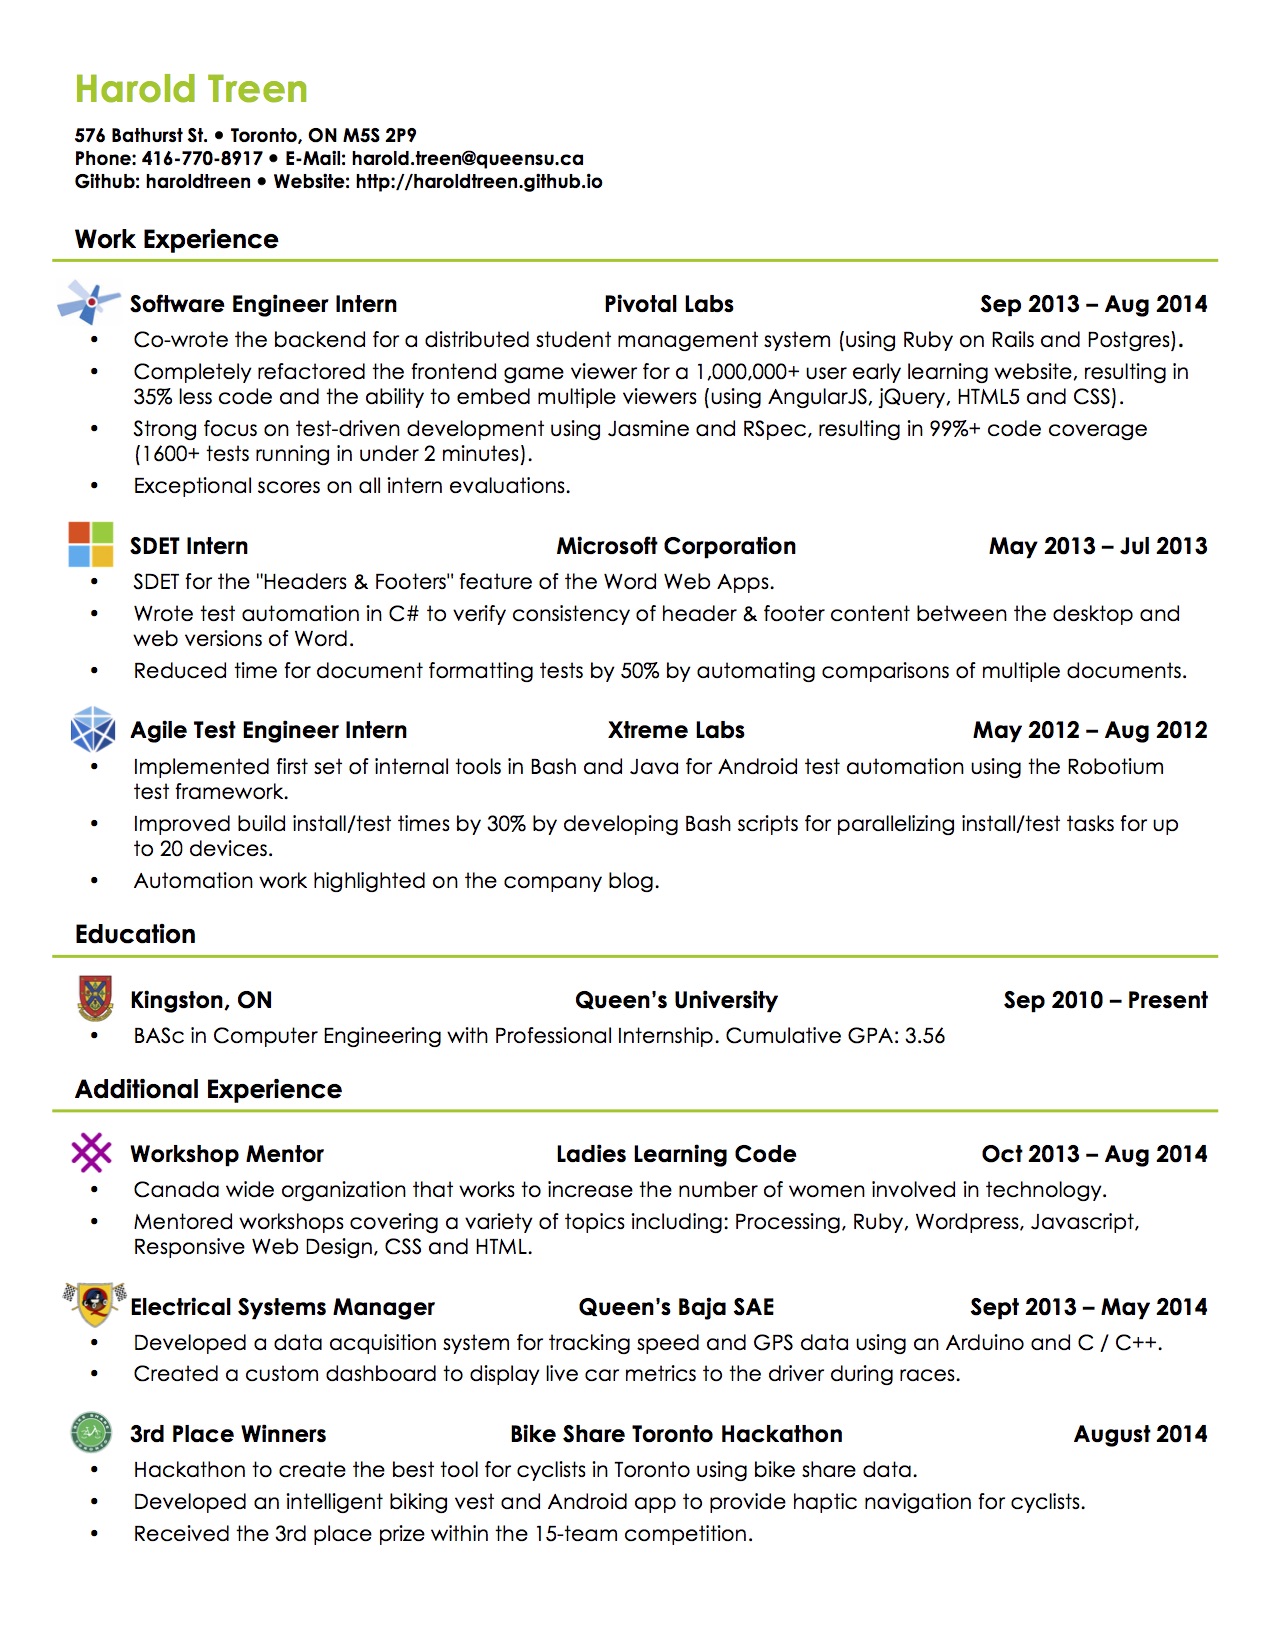 Harold Treen
576 Bathurst St. • Toronto, ON M5S 2P9
Phone: 416-770-8917 • E-Mail: harold.treen@queensu.ca
Github: haroldtreen • Website: http://haroldtreen.github.io
Work Experience
Software Engineer Intern Pivotal Labs Sep 2013 – Aug 2014
• Co-wrote the backend for a distributed student management system (using Ruby on Rails and Postgres).
• Completely refactored the frontend game viewer for a 1,000,000+ user early learning website, resulting in
35% less code and the ability to embed multiple viewers (using AngularJS, jQuery, HTML5 and CSS).
• Strong focus on test-driven development using Jasmine and RSpec, resulting in 99%+ code coverage
(1600+ tests running in under 2 minutes).
• Exceptional scores on all intern evaluations.
SDET Intern Microsoft Corporation May 2013 – Jul 2013
• SDET for the "Headers & Footers" feature of the Word Web Apps.
• Wrote test automation in C# to verify consistency of header & footer content between the desktop and
web versions of Word.
• Reduced time for document formatting tests by 50% by automating comparisons of multiple documents.
Agile Test Engineer Intern Xtreme Labs May 2012 – Aug 2012
• Implemented first set of internal tools in Bash and Java for Android test automation using the Robotium
test framework.
• Improved build install/test times by 30% by developing Bash scripts for parallelizing install/test tasks for up
to 20 devices.
• Automation work highlighted on the company blog.
Education
Kingston, ON Queen's University Sep 2010 – Present
• BASc in Computer Engineering with Professional Internship. Cumulative GPA: 3.56
Additional Experience
Workshop Mentor Ladies Learning Code Oct 2013 – Aug 2014
• Canada wide organization that works to increase the number of women involved in technology.
• Mentored workshops covering a variety of topics including: Processing, Ruby, Wordpress, Javascript,
Responsive Web Design, CSS and HTML.
Electrical Systems Manager Queen's Baja SAE Sept 2013 – May 2014
• Developed a data acquisition system for tracking speed and GPS data using an Arduino and C / C++.
• Created a custom dashboard to display live car metrics to the driver during races.
3rd Place Winners Bike Share Toronto Hackathon August 2014
• Hackathon to create the best tool for cyclists in Toronto using bike share data.
• Developed an intelligent biking vest and Android app to provide haptic navigation for cyclists.
• Received the 3rd place prize within the 15-team competition.